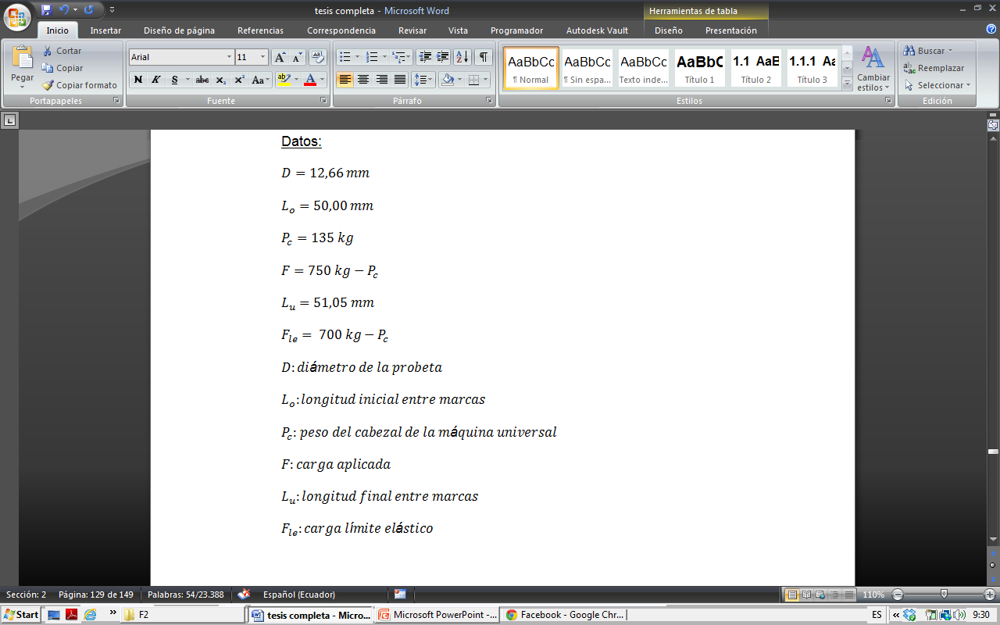 tesis completa - Microsoft Word
Herramientas de tabla
Inicio Insertar Diseño de página Referencias Correspondencia Revisar Vista Programador Autodesk Vault Diseño Presentación
Pegar
Cortar
Copiar
Copiar formato
Portapapeles
Arial 11
N K S abc x₂ x² Aa
Fuente
Párrafo
AaBbCc AaBbCc AaBbCc AaBbC 1.1 AaB 1.1.1 Aa
¶ Normal ¶ Sin espa... Texto inde... Título 1 Título 2 Título 3
Estilos
Cambiar estilos
Buscar
Reemplazar
Seleccionar
Edición
Datos:
D = 12,66 mm
Lₒ = 50,00 mm
P_c = 135 kg
F = 750 kg − P_c
L_u = 51,05 mm
F_le = 700 kg − P_c
D: diámetro de la probeta
Lₒ: longitud inicial entre marcas
P_c: peso del cabezal de la máquina universal
F: carga aplicada
L_u: longitud final entre marcas
F_le: carga límite elástico
Sección: 2 Página: 129 de 149 Palabras: 54/23.388 Español (Ecuador) 110%
Start F2 tesis completa - Micro... Microsoft PowerPoint -... Facebook - Google Chr... ES 9:30